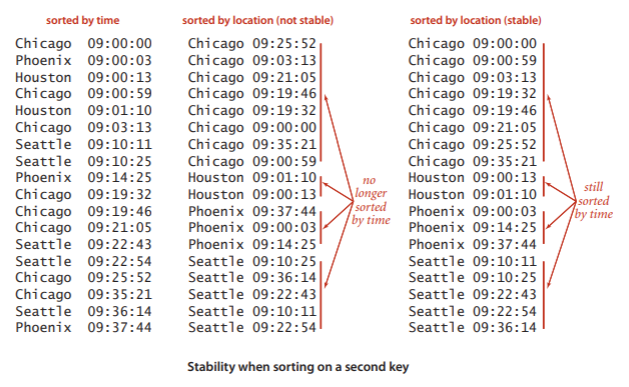 sorted by time
Chicago 09:00:00
Phoenix 09:00:03
Houston 09:00:13
Chicago 09:00:59
Houston 09:01:10
Chicago 09:03:13
Seattle 09:10:11
Seattle 09:10:25
Phoenix 09:14:25
Chicago 09:19:32
Chicago 09:19:46
Chicago 09:21:05
Seattle 09:22:43
Seattle 09:22:54
Chicago 09:25:52
Chicago 09:35:21
Seattle 09:36:14
Phoenix 09:37:44
sorted by location (not stable)
Chicago 09:25:52
Chicago 09:03:13
Chicago 09:21:05
Chicago 09:19:46
Chicago 09:19:32
Chicago 09:00:00
Chicago 09:35:21
Chicago 09:00:59
Houston 09:01:10
Houston 09:00:13
Phoenix 09:37:44
Phoenix 09:00:03
Phoenix 09:14:25
Seattle 09:10:25
Seattle 09:36:14
Seattle 09:22:43
Seattle 09:10:11
Seattle 09:22:54
no
longer
sorted
by time
sorted by location (stable)
Chicago 09:00:00
Chicago 09:00:59
Chicago 09:03:13
Chicago 09:19:32
Chicago 09:19:46
Chicago 09:21:05
Chicago 09:25:52
Chicago 09:35:21
Houston 09:00:13
Houston 09:01:10
Phoenix 09:00:03
Phoenix 09:14:25
Phoenix 09:37:44
Seattle 09:10:11
Seattle 09:10:25
Seattle 09:22:43
Seattle 09:22:54
Seattle 09:36:14
still
sorted
by time
Stability when sorting on a second key